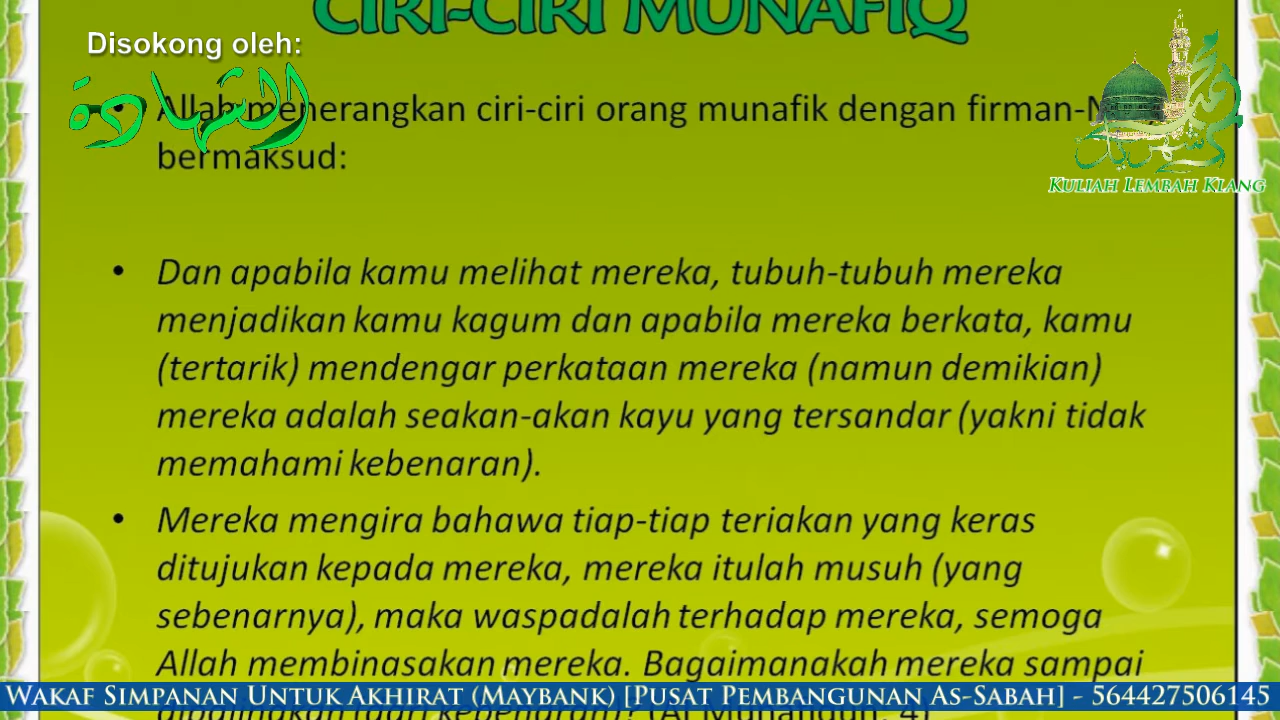 CIRI-CIRI MUNAFIQ
Disokong oleh:
الشهادة
• Allah menerangkan ciri-ciri orang munafik dengan firman-N
bermaksud:
KULIAH LEMBAH KLANG
• Dan apabila kamu melihat mereka, tubuh-tubuh mereka
menjadikan kamu kagum dan apabila mereka berkata, kamu
(tertarik) mendengar perkataan mereka (namun demikian)
mereka adalah seakan-akan kayu yang tersandar (yakni tidak
memahami kebenaran).
• Mereka mengira bahawa tiap-tiap teriakan yang keras
ditujukan kepada mereka, mereka itulah musuh (yang
sebenarnya), maka waspadalah terhadap mereka, semoga
Allah membinasakan mereka. Bagaimanakah mereka sampai
WAKAF SIMPANAN UNTUK AKHIRAT (MAYBANK) [PUSAT PEMBANGUNAN AS-SABAH] - 564427506145